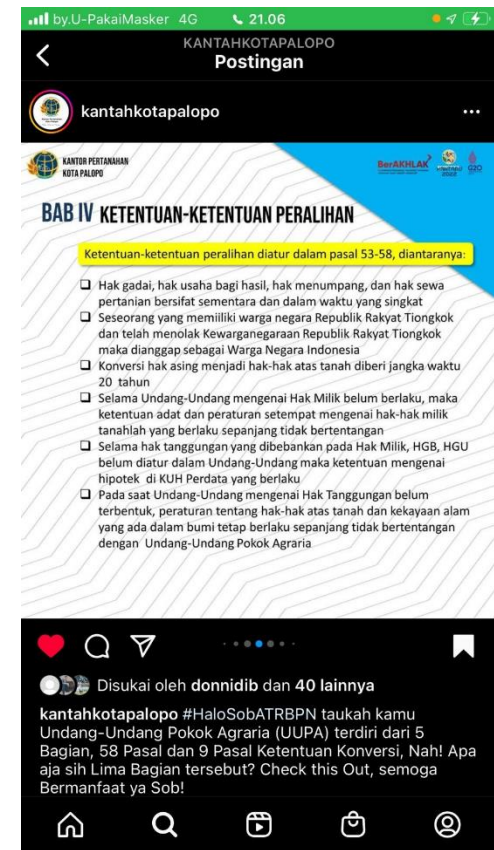 by.U-PakaiMasker 4G 21.06
KANTAHKOTAPALOPO
Postingan
kantahkotapalopo
KANTOR PERTANAHAN
KOTA PALOPO
BerAKHLAK
G20
BAB IV KETENTUAN-KETENTUAN PERALIHAN
Ketentuan-ketentuan peralihan diatur dalam pasal 53-58, diantaranya:
Hak gadai, hak usaha bagi hasil, hak menumpang, dan hak sewa
pertanian bersifat sementara dan dalam waktu yang singkat
Seseorang yang memiiliki warga negara Republik Rakyat Tiongkok
dan telah menolak Kewarganegaraan Republik Rakyat Tiongkok
maka dianggap sebagai Warga Negara Indonesia
Konversi hak asing menjadi hak-hak atas tanah diberi jangka waktu
20 tahun
Selama Undang-Undang mengenai Hak Milik belum berlaku, maka
ketentuan adat dan peraturan setempat mengenai hak-hak milik
tanahlah yang berlaku sepanjang tidak bertentangan
Selama hak tanggungan yang dibebankan pada Hak Milik, HGB, HGU
belum diatur dalam Undang-Undang maka ketentuan mengenai
hipotek di KUH Perdata yang berlaku
Pada saat Undang-Undang mengenai Hak Tanggungan belum
terbentuk, peraturan tentang hak-hak atas tanah dan kekayaan alam
yang ada dalam bumi tetap berlaku sepanjang tidak bertentangan
dengan Undang-Undang Pokok Agraria
Disukai oleh donnidib dan 40 lainnya
kantahkotapalopo #HaloSobATRBPN taukah kamu
Undang-Undang Pokok Agraria (UUPA) terdiri dari 5
Bagian, 58 Pasal dan 9 Pasal Ketentuan Konversi, Nah! Apa
aja sih Lima Bagian tersebut? Check this Out, semoga
Bermanfaat ya Sob!